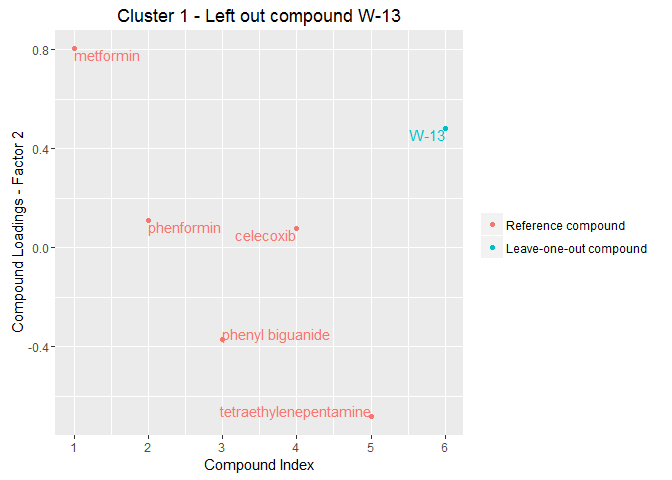 Cluster 1 - Left out compound W-13
Compound Loadings - Factor 2
0.8
0.4
0.0
-0.4
metformin
W-13
phenformin
celecoxib
phenyl biguanide
tetraethylenepentamine
1 2 3 4 5 6
Compound Index
Reference compound
Leave-one-out compound